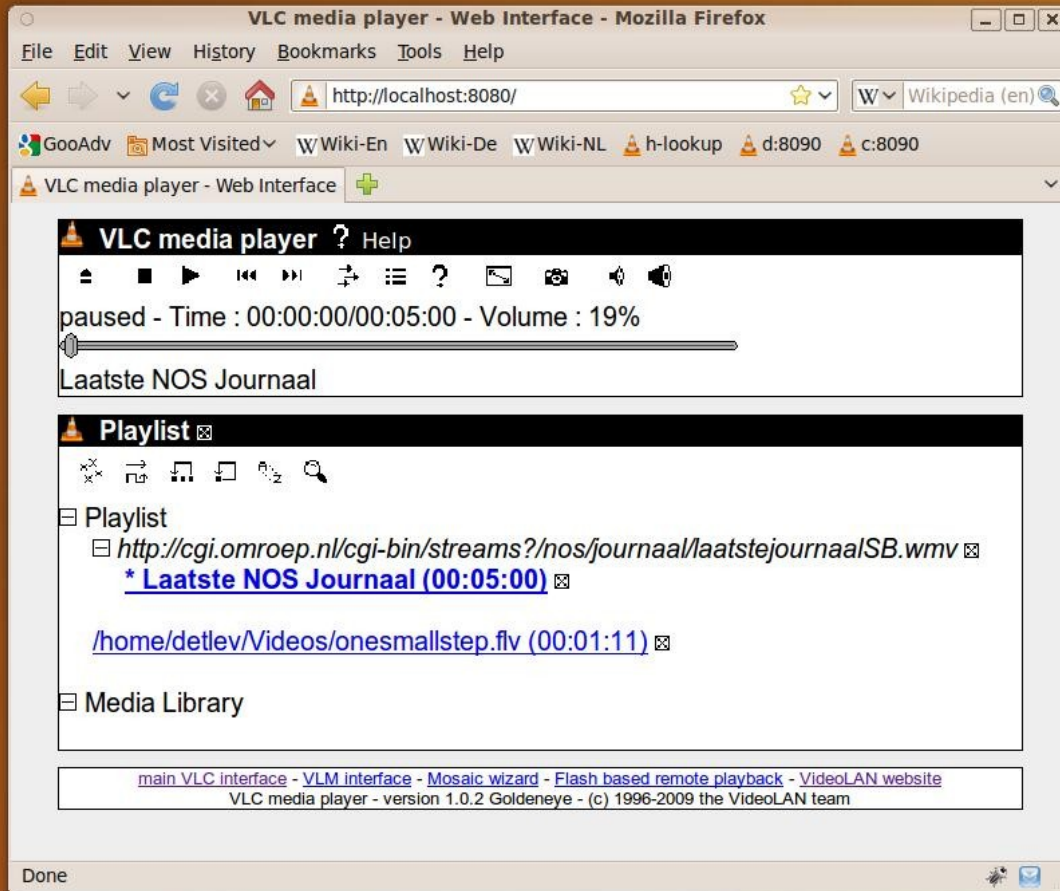 VLC media player - Web Interface - Mozilla Firefox
File Edit View History Bookmarks Tools Help
http://localhost:8080/ W Wikipedia (en)
GooAdv Most Visited W Wiki-En W Wiki-De W Wiki-NL h-lookup d:8090 c:8090
VLC media player - Web Interface
VLC media player ? Help
paused - Time : 00:00:00/00:05:00 - Volume : 19%
Laatste NOS Journaal
Playlist
Playlist
http://cgi.omroep.nl/cgi-bin/streams?/nos/journaal/laatstejournaalSB.wmv
* Laatste NOS Journaal (00:05:00)
/home/detlev/Videos/onesmallstep.flv (00:01:11)
Media Library
main VLC interface - VLM interface - Mosaic wizard - Flash based remote playback - VideoLAN website
VLC media player - version 1.0.2 Goldeneye - (c) 1996-2009 the VideoLAN team
Done